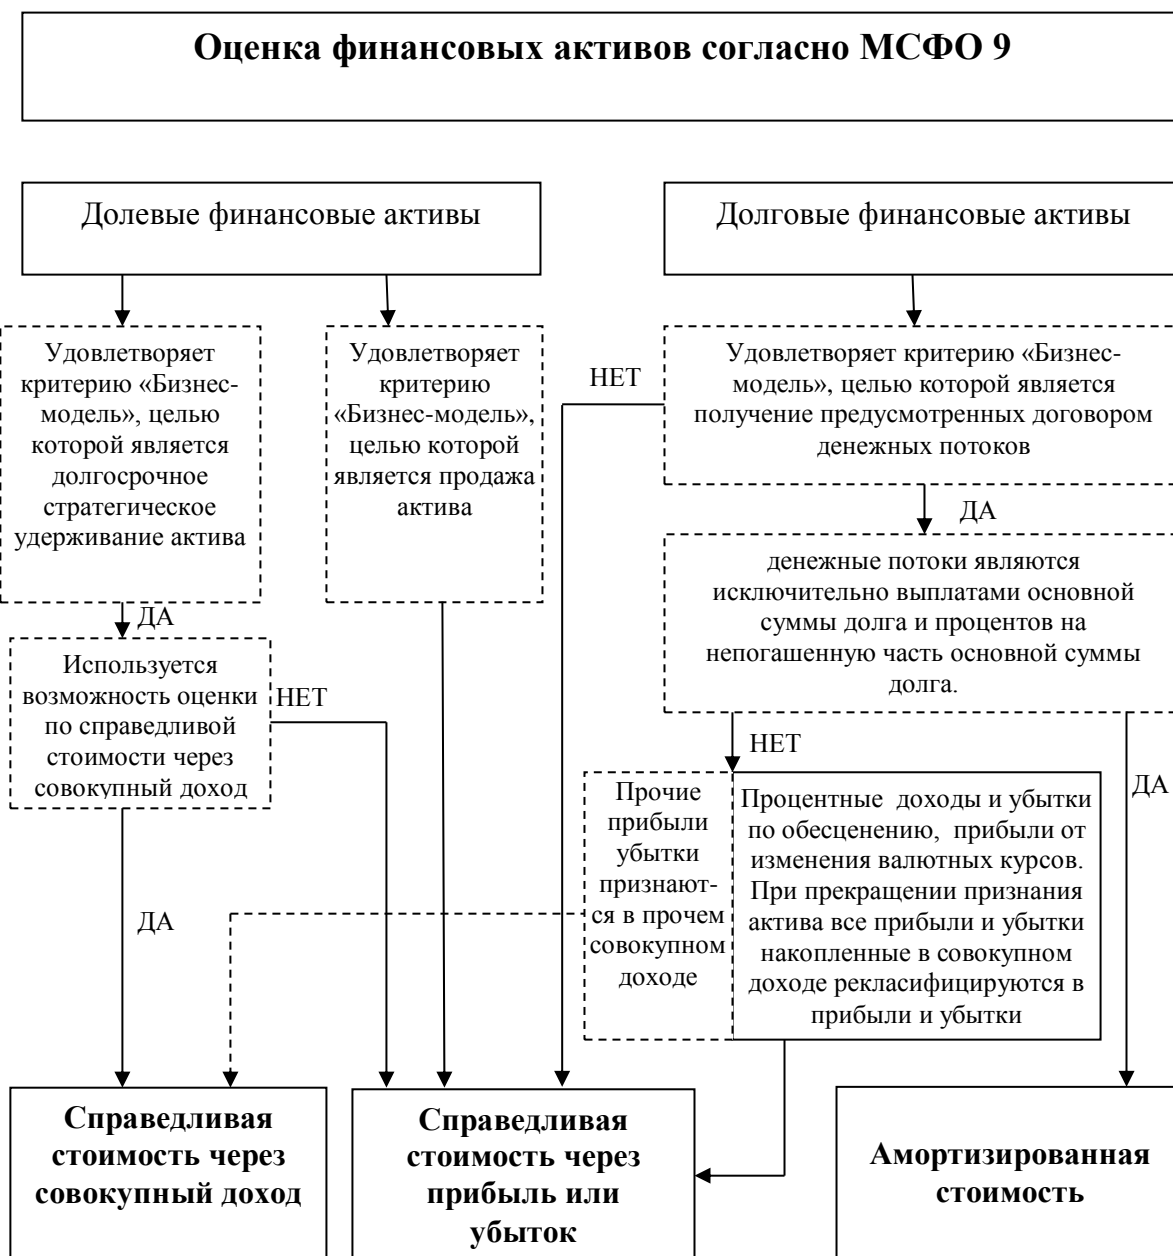 Оценка финансовых активов согласно МСФО 9
Долевые финансовые активы
Долговые финансовые активы
Удовлетворяет
критерию «Бизнес-
модель», целью
которой является
долгосрочное
стратегическое
удерживание актива
Удовлетворяет
критерию
«Бизнес-модель»,
целью которой
является продажа
актива
НЕТ
Удовлетворяет критерию «Бизнес-
модель», целью которой является
получение предусмотренных договором
денежных потоков
ДА
денежные потоки являются
исключительно выплатами основной
суммы долга и процентов на
непогашенную часть основной суммы
долга.
ДА
Используется
возможность оценки
по справедливой
стоимости через
совокупный доход
НЕТ
НЕТ
ДА
Прочие
прибыли
убытки
признают-
ся в прочем
совокупном
доходе
Процентные доходы и убытки
по обесценению, прибыли от
изменения валютных курсов.
При прекращении признания
актива все прибыли и убытки
накопленные в совокупном
доходе рекласифицируются в
прибыли и убытки
ДА
Справедливая
стоимость через
совокупный доход
Справедливая
стоимость через
прибыль или
убыток
Амортизированная
стоимость